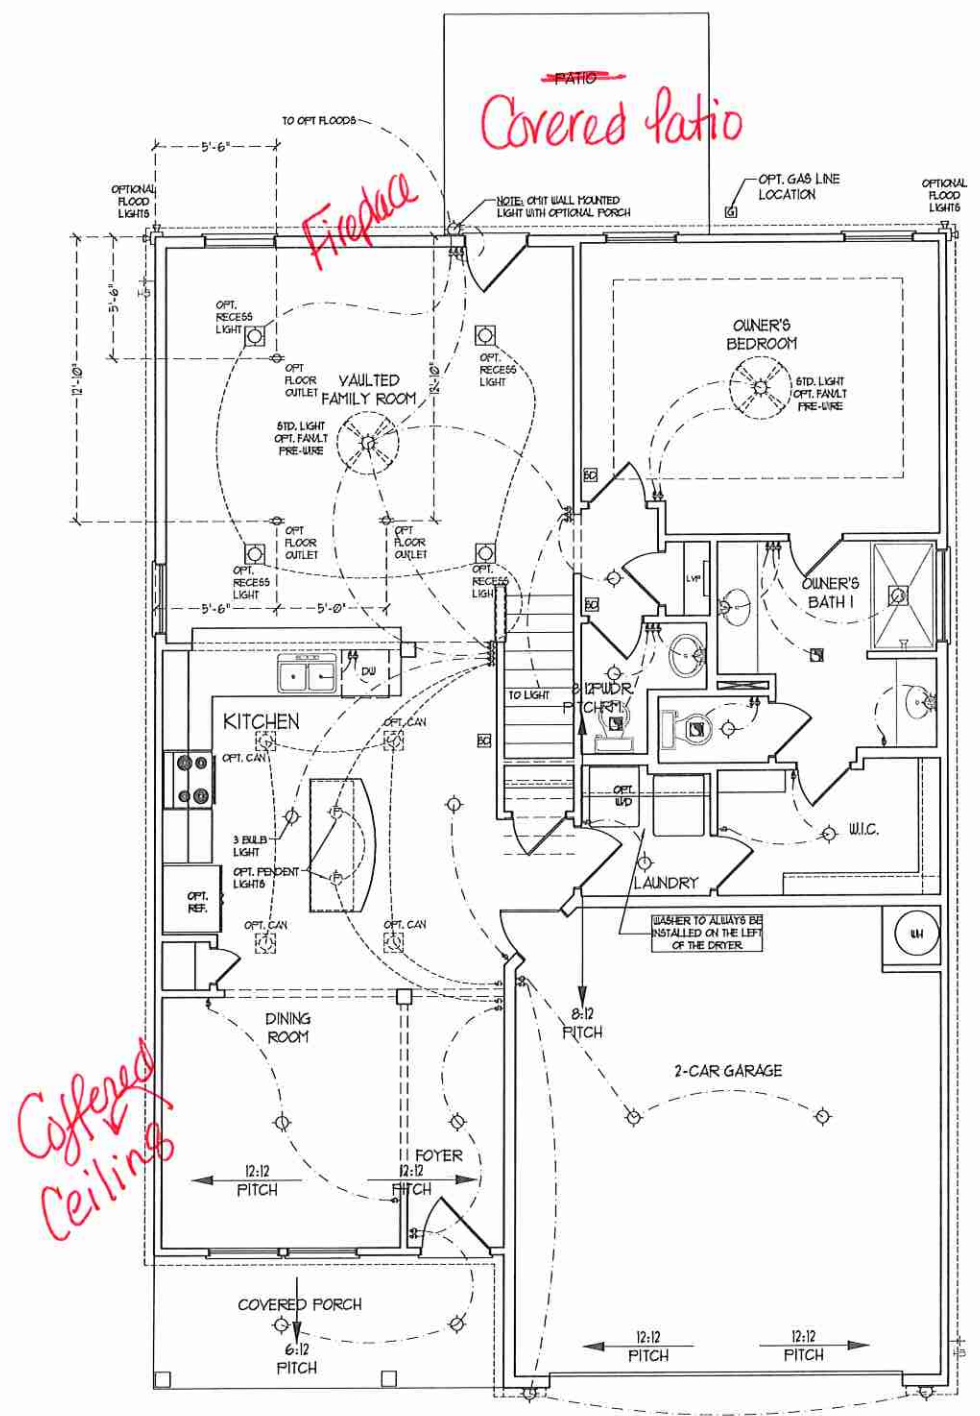 PATIO
Covered Patio
TO OPT FLOODS
5'-6"
OPT. GAS LINE
LOCATION
G
OPTIONAL
FLOOD
LIGHTS
Fireplace
NOTE: OMIT WALL MOUNTED
LIGHT WITH OPTIONAL PORCH
OPTIONAL
FLOOD
LIGHTS
5'-6"
12'-10"
12'-10"
OPT.
RECESS
LIGHT
OPT.
RECESS
LIGHT
OPT
FLOOR
OUTLET
VAULTED
FAMILY ROOM
STD. LIGHT
OPT. FAN/LT
PRE-WIRE
OWNER'S
BEDROOM
STD. LIGHT
OPT. FAN/LT
PRE-WIRE
SD
OPT
FLOOR
OUTLET
OPT
FLOOR
OUTLET
OPT.
RECESS
LIGHT
OPT.
RECESS
LIGHT
5'-6"
5'-0"
SD
OWNER'S
BATH 1
DW
TO LIGHT
8:12
PITCH
PWDR.
RM.
KITCHEN
OPT. CAN
OPT. CAN
SD
3 BULB
LIGHT
OPT. PENDENT
LIGHTS
OPT.
W/D
W.I.C.
LAUNDRY
OPT.
REF.
OPT. CAN
OPT. CAN
WASHER TO ALWAYS BE
INSTALLED ON THE LEFT
OF THE DRYER.
WH
8:12
PITCH
DINING
ROOM
2-CAR GARAGE
Coffered
Ceiling
FOYER
12:12
PITCH
12:12
PITCH
COVERED PORCH
6:12
PITCH
12:12
PITCH
12:12
PITCH